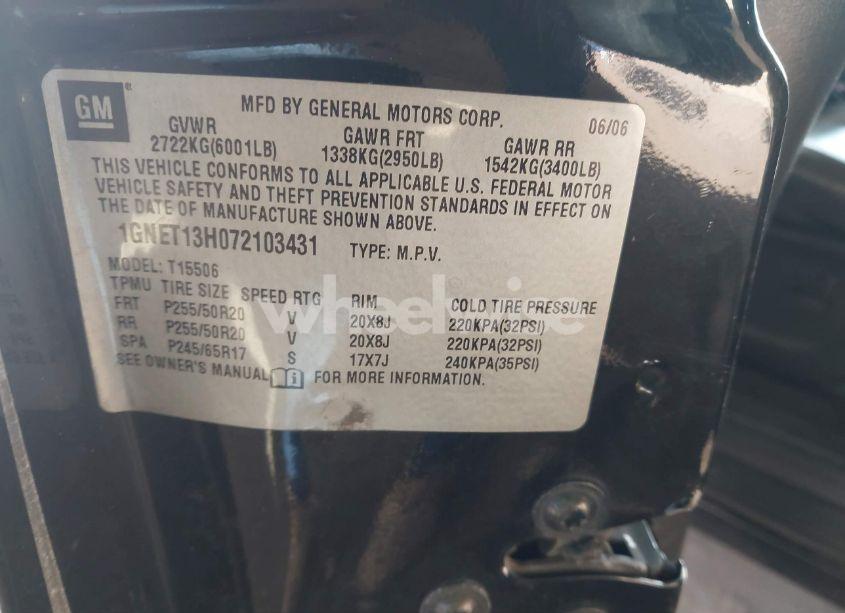 GM
MFD BY GENERAL MOTORS CORP. 06/06
GVWR GAWR FRT GAWR RR
2722KG(6001LB) 1338KG(2950LB) 1542KG(3400LB)
THIS VEHICLE CONFORMS TO ALL APPLICABLE U.S. FEDERAL MOTOR
VEHICLE SAFETY AND THEFT PREVENTION STANDARDS IN EFFECT ON
THE DATE OF MANUFACTURE SHOWN ABOVE.
1GNET13H072103431 TYPE: M.P.V.
MODEL: T15506
TPMU TIRE SIZE SPEED RTG RIM COLD TIRE PRESSURE
FRT P255/50R20 V 20X8J 220KPA(32PSI)
RR P255/50R20 V 20X8J 220KPA(32PSI)
SPA P245/65R17 S 17X7J 240KPA(35PSI)
SEE OWNER'S MANUAL i FOR MORE INFORMATION.
wheelwise